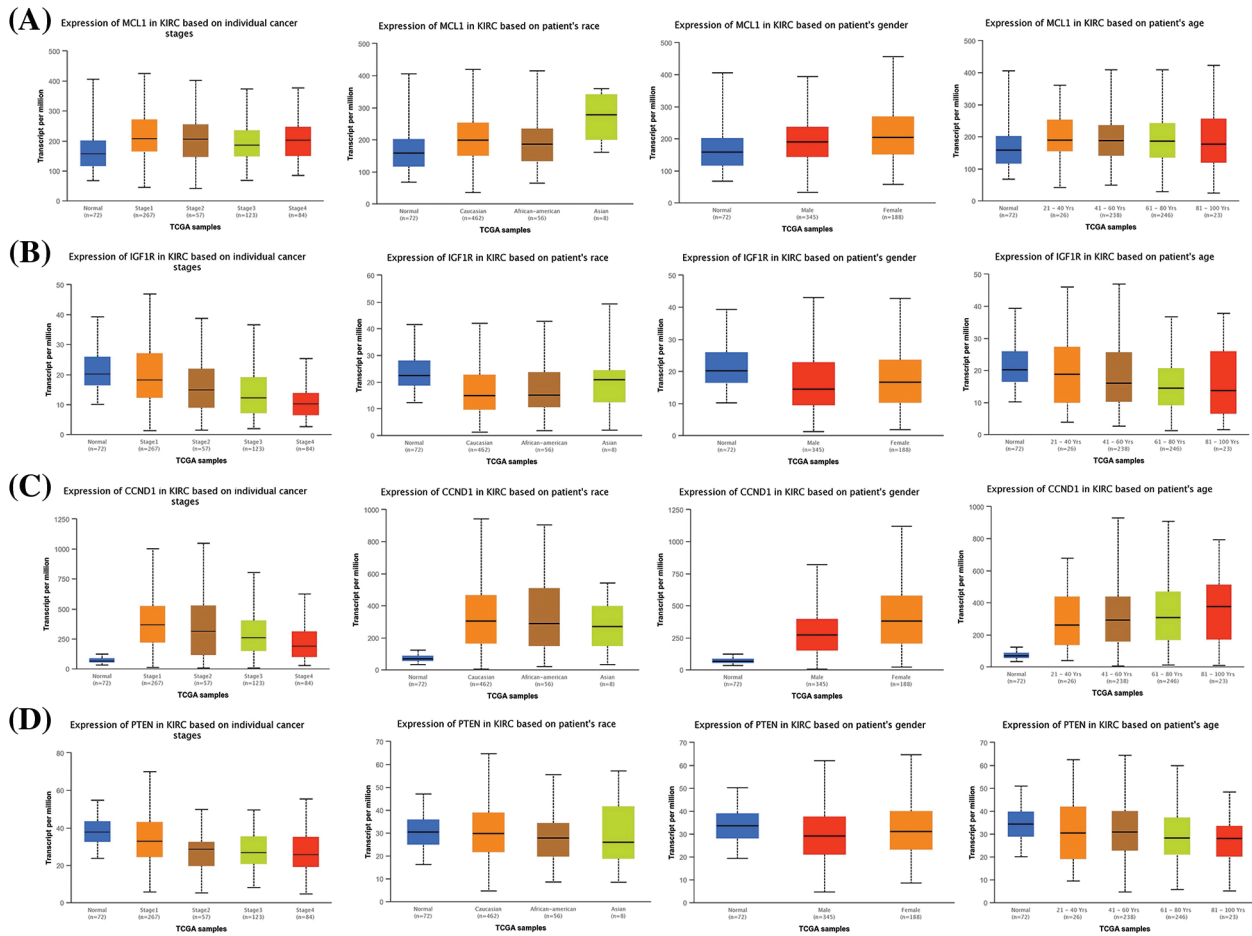 (A)
Expression of MCL1 in KIRC based on individual cancer
stages
Transcript per million
500
400
300
200
100
0
Normal
(n=72)
Stage1
(n=267)
Stage2
(n=57)
Stage3
(n=123)
Stage4
(n=84)
TCGA samples
Expression of MCL1 in KIRC based on patient's race
Transcript per million
500
400
300
200
100
0
Normal
(n=72)
Caucasian
(n=462)
African-american
(n=56)
Asian
(n=8)
TCGA samples
Expression of MCL1 in KIRC based on patient's gender
Transcript per million
500
400
300
200
100
0
Normal
(n=72)
Male
(n=345)
Female
(n=188)
TCGA samples
Expression of MCL1 in KIRC based on patient's age
Transcript per million
500
400
300
200
100
0
Normal
(n=72)
21 – 40 Yrs
(n=26)
41 – 60 Yrs
(n=238)
61 – 80 Yrs
(n=246)
81 – 100 Yrs
(n=23)
TCGA samples
(B)
Expression of IGF1R in KIRC based on individual cancer
stages
Transcript per million
50
40
30
20
10
0
Normal
(n=72)
Stage1
(n=267)
Stage2
(n=57)
Stage3
(n=123)
Stage4
(n=84)
TCGA samples
Expression of IGF1R in KIRC based on patient's race
Transcript per million
60
50
40
30
20
10
0
Normal
(n=72)
Caucasian
(n=462)
African-american
(n=56)
Asian
(n=8)
TCGA samples
Expression of IGF1R in KIRC based on patient's gender
Transcript per million
50
40
30
20
10
0
Normal
(n=72)
Male
(n=345)
Female
(n=188)
TCGA samples
Expression of IGF1R in KIRC based on patient's age
Transcript per million
50
40
30
20
10
0
Normal
(n=72)
21 – 40 Yrs
(n=26)
41 – 60 Yrs
(n=238)
61 – 80 Yrs
(n=246)
81 – 100 Yrs
(n=23)
TCGA samples
(C)
Expression of CCND1 in KIRC based on individual cancer
stages
Transcript per million
1250
1000
750
500
250
0
Normal
(n=72)
Stage1
(n=267)
Stage2
(n=57)
Stage3
(n=123)
Stage4
(n=84)
TCGA samples
Expression of CCND1 in KIRC based on patient's race
Transcript per million
1000
800
600
400
200
0
Normal
(n=72)
Caucasian
(n=462)
African-american
(n=56)
Asian
(n=8)
TCGA samples
Expression of CCND1 in KIRC based on patient's gender
Transcript per million
1250
1000
750
500
250
0
Normal
(n=72)
Male
(n=345)
Female
(n=188)
TCGA samples
Expression of CCND1 in KIRC based on patient's age
Transcript per million
1000
800
600
400
200
0
Normal
(n=72)
21 – 40 Yrs
(n=26)
41 – 60 Yrs
(n=238)
61 – 80 Yrs
(n=246)
81 – 100 Yrs
(n=23)
TCGA samples
(D)
Expression of PTEN in KIRC based on individual cancer
stages
Transcript per million
80
60
40
20
0
Normal
(n=72)
Stage1
(n=267)
Stage2
(n=57)
Stage3
(n=123)
Stage4
(n=84)
TCGA samples
Expression of PTEN in KIRC based on patient's race
Transcript per million
70
60
50
40
30
20
10
0
Normal
(n=72)
Caucasian
(n=462)
African-american
(n=56)
Asian
(n=8)
TCGA samples
Expression of PTEN in KIRC based on patient's gender
Transcript per million
70
60
50
40
30
20
10
0
Normal
(n=72)
Male
(n=345)
Female
(n=188)
TCGA samples
Expression of PTEN in KIRC based on patient's age
Transcript per million
70
60
50
40
30
20
10
0
Normal
(n=72)
21 – 40 Yrs
(n=26)
41 – 60 Yrs
(n=238)
61 – 80 Yrs
(n=246)
81 – 100 Yrs
(n=23)
TCGA samples